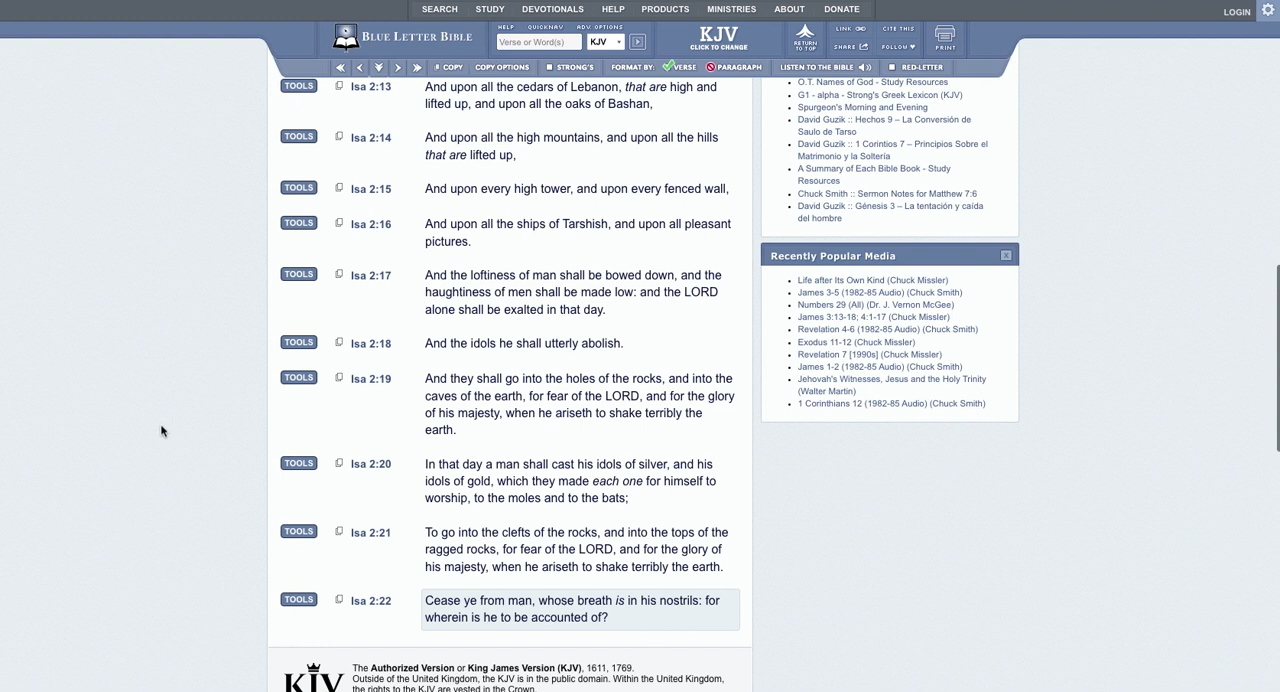 SEARCH STUDY DEVOTIONALS HELP PRODUCTS MINISTRIES ABOUT DONATE
LOGIN
BLUE LETTER BIBLE
HELP QUICKNAV ADV. OPTIONS
Verse or Word(s) KJV
KJV
CLICK TO CHANGE
RETURN TO TOP
LINK CITE THIS
SHARE FOLLOW
PRINT
COPY COPY OPTIONS STRONG'S FORMAT BY: VERSE PARAGRAPH LISTEN TO THE BIBLE RED-LETTER
TOOLS Isa 2:13 And upon all the cedars of Lebanon, that are high and
lifted up, and upon all the oaks of Bashan,
TOOLS Isa 2:14 And upon all the high mountains, and upon all the hills
that are lifted up,
TOOLS Isa 2:15 And upon every high tower, and upon every fenced wall,
TOOLS Isa 2:16 And upon all the ships of Tarshish, and upon all pleasant
pictures.
TOOLS Isa 2:17 And the loftiness of man shall be bowed down, and the
haughtiness of men shall be made low: and the LORD
alone shall be exalted in that day.
TOOLS Isa 2:18 And the idols he shall utterly abolish.
TOOLS Isa 2:19 And they shall go into the holes of the rocks, and into the
caves of the earth, for fear of the LORD, and for the glory
of his majesty, when he ariseth to shake terribly the
earth.
TOOLS Isa 2:20 In that day a man shall cast his idols of silver, and his
idols of gold, which they made each one for himself to
worship, to the moles and to the bats;
TOOLS Isa 2:21 To go into the clefts of the rocks, and into the tops of the
ragged rocks, for fear of the LORD, and for the glory of
his majesty, when he ariseth to shake terribly the earth.
TOOLS Isa 2:22 Cease ye from man, whose breath is in his nostrils: for
wherein is he to be accounted of?
KJV
The Authorized Version or King James Version (KJV), 1611, 1769.
Outside of the United Kingdom, the KJV is in the public domain. Within the United Kingdom,
the rights to the KJV are vested in the Crown.
O.T. Names of God - Study Resources
G1 - alpha - Strong's Greek Lexicon (KJV)
Spurgeon's Morning and Evening
David Guzik :: Hechos 9 – La Conversión de
Saulo de Tarso
David Guzik :: 1 Corintios 7 – Principios Sobre el
Matrimonio y la Soltería
A Summary of Each Bible Book - Study
Resources
Chuck Smith :: Sermon Notes for Matthew 7:6
David Guzik :: Génesis 3 – La tentación y caída
del hombre
Recently Popular Media
Life after Its Own Kind (Chuck Missler)
James 3-5 (1982-85 Audio) (Chuck Smith)
Numbers 29 (All) (Dr. J. Vernon McGee)
James 3:13-18; 4:1-17 (Chuck Missler)
Revelation 4-6 (1982-85 Audio) (Chuck Smith)
Exodus 11-12 (Chuck Missler)
Revelation 7 [1990s] (Chuck Missler)
James 1-2 (1982-85 Audio) (Chuck Smith)
Jehovah's Witnesses, Jesus and the Holy Trinity
(Walter Martin)
1 Corinthians 12 (1982-85 Audio) (Chuck Smith)